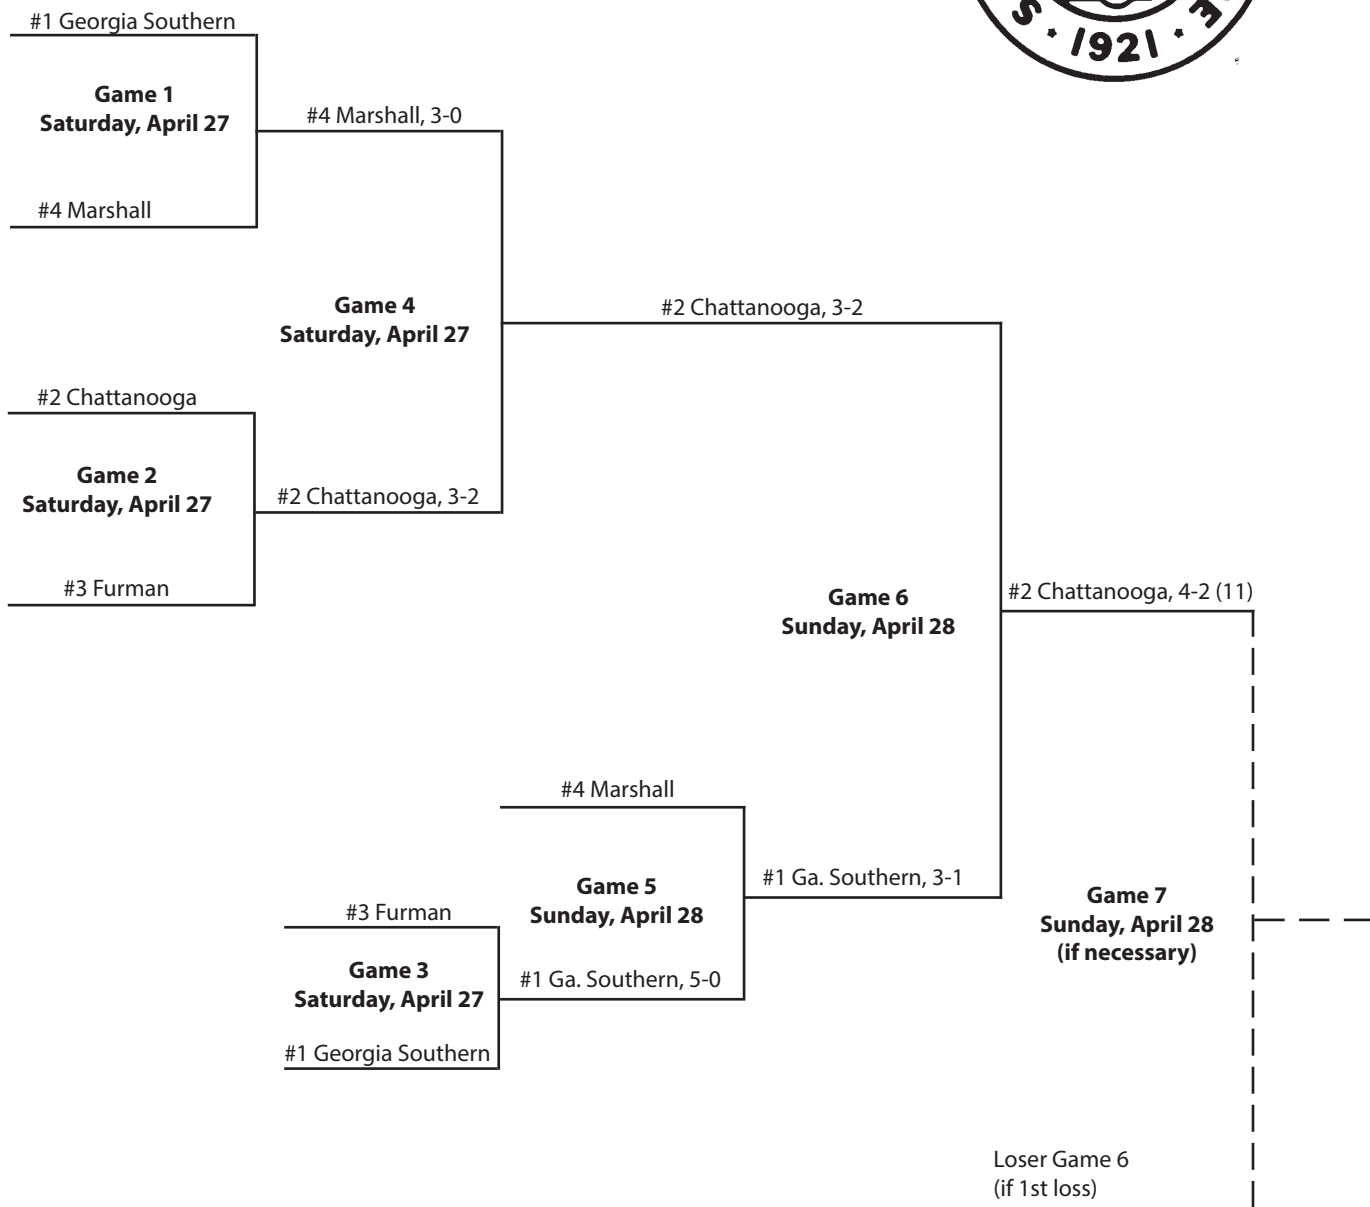 #1 Georgia Southern
S · 1921 ·
Game 1
Saturday, April 27
#4 Marshall, 3-0
#4 Marshall
Game 4
Saturday, April 27
#2 Chattanooga, 3-2
#2 Chattanooga
Game 2
Saturday, April 27
#2 Chattanooga, 3-2
#3 Furman
Game 6
Sunday, April 28
#2 Chattanooga, 4-2 (11)
#4 Marshall
Game 5
Sunday, April 28
#1 Ga. Southern, 3-1
Game 7
Sunday, April 28
(if necessary)
#3 Furman
Game 3
Saturday, April 27
#1 Ga. Southern, 5-0
#1 Georgia Southern
Loser Game 6
(if 1st loss)